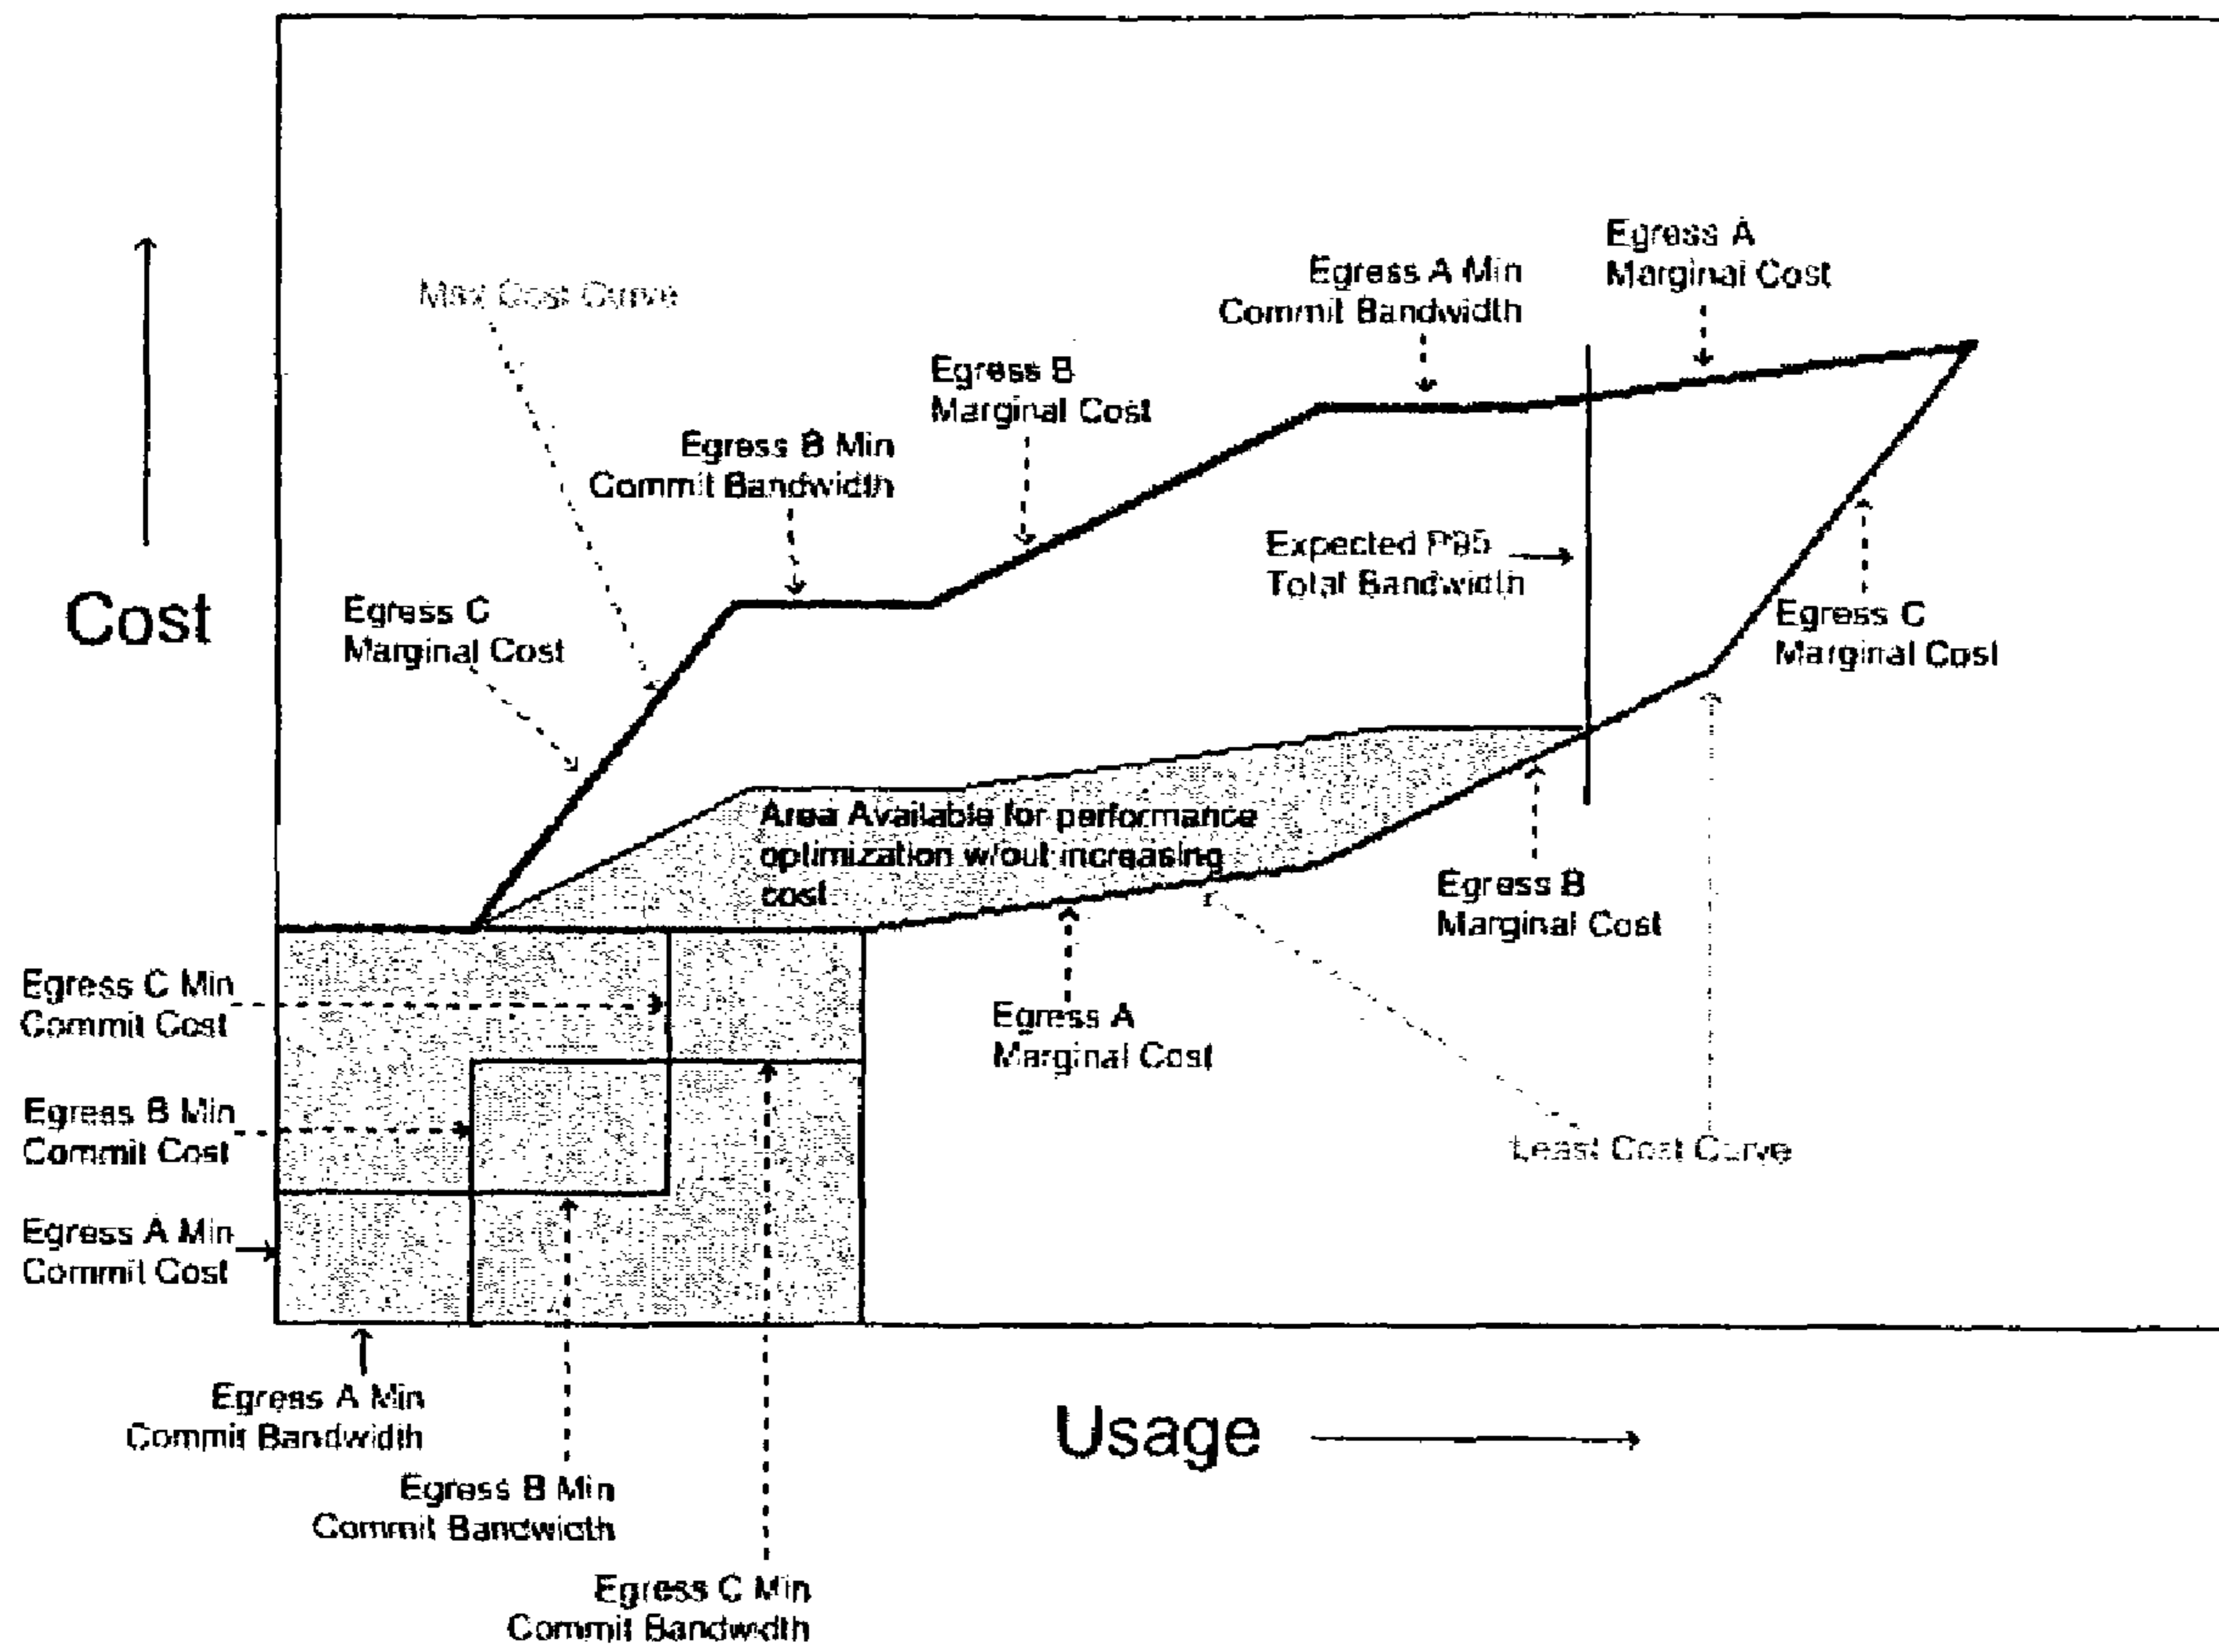 Egress A
Marginal Cost
Egress A Min
Commit Bandwidth
Max Cost Curve
Egress B
Marginal Cost
Egress B Min
Commit Bandwidth
Expected P95
Total Bandwidth
Cost
Egress C
Marginal Cost
Egress C
Marginal Cost
Area Available for performance
optimization w/out increasing
cost
Egress B
Marginal Cost
Egress C Min
Commit Cost
Egress A
Marginal Cost
Egress B Min
Commit Cost
Least Cost Curve
Egress A Min
Commit Cost
Egress A Min
Commit Bandwidth
Usage
Egress B Min
Commit Bandwidth
Egress C Min
Commit Bandwidth